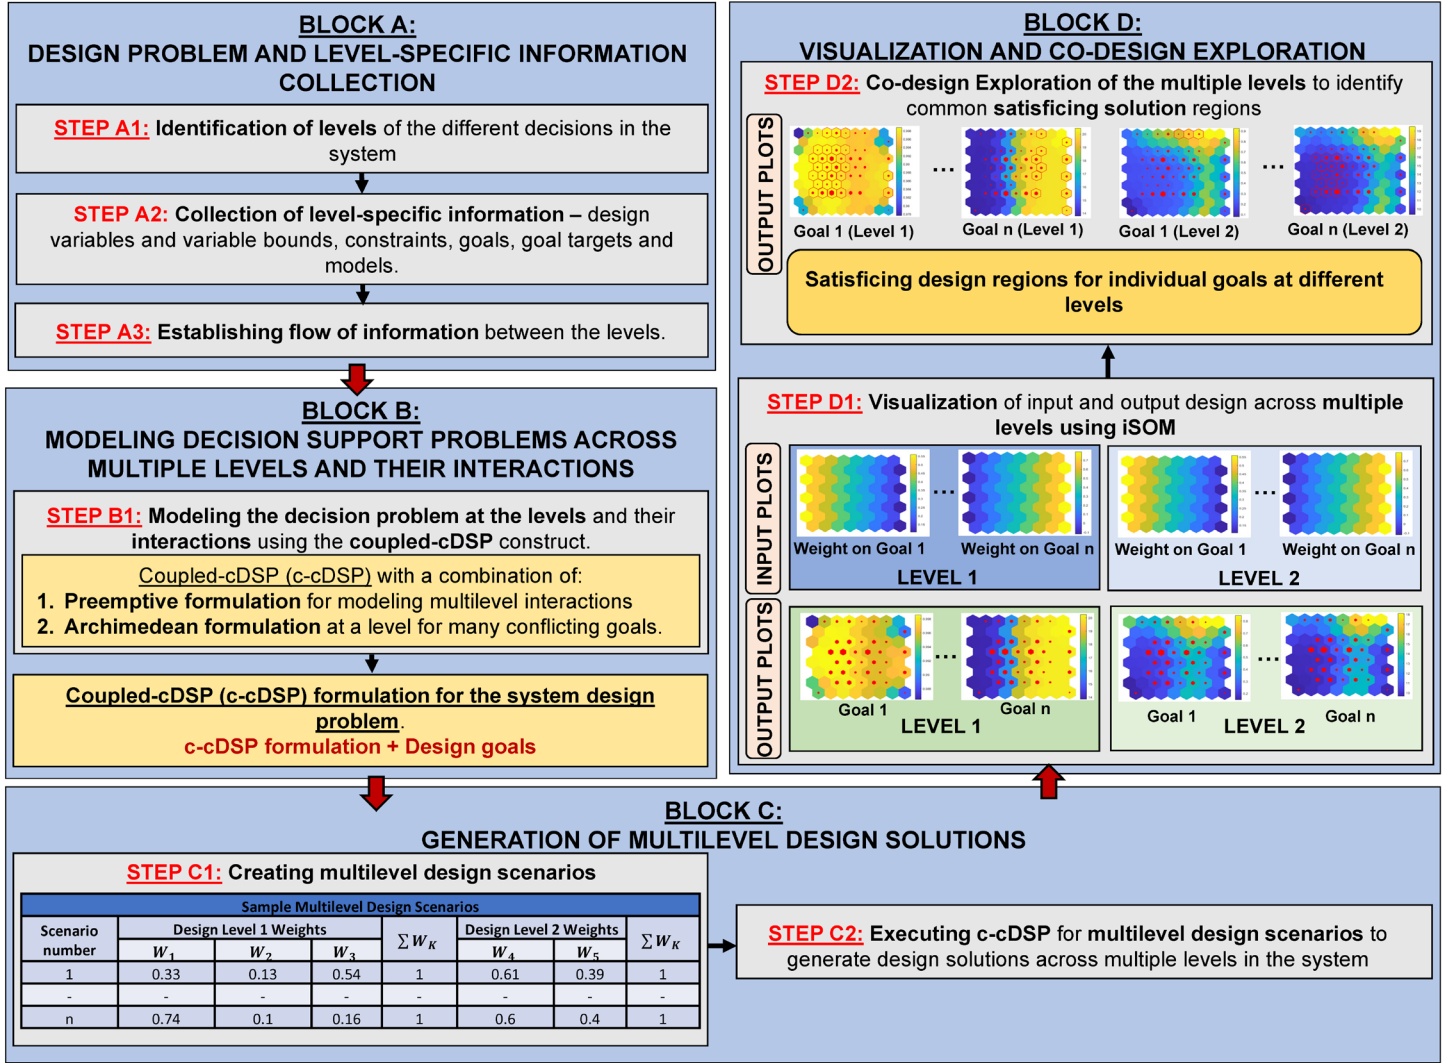 BLOCK A:
DESIGN PROBLEM AND LEVEL-SPECIFIC INFORMATION
COLLECTION
STEP A1: Identification of levels of the different decisions in the
system
STEP A2: Collection of level-specific information – design
variables and variable bounds, constraints, goals, goal targets and
models.
STEP A3: Establishing flow of information between the levels.
BLOCK B:
MODELING DECISION SUPPORT PROBLEMS ACROSS
MULTIPLE LEVELS AND THEIR INTERACTIONS
STEP B1: Modeling the decision problem at the levels and their
interactions using the coupled-cDSP construct.
Coupled-cDSP (c-cDSP) with a combination of:
1. Preemptive formulation for modeling multilevel interactions
2. Archimedean formulation at a level for many conflicting goals.
Coupled-cDSP (c-cDSP) formulation for the system design
problem.
c-cDSP formulation + Design goals
BLOCK C:
GENERATION OF MULTILEVEL DESIGN SOLUTIONS
STEP C1: Creating multilevel design scenarios
Sample Multilevel Design Scenarios
Scenario number Design Level 1 Weights ∑W_K Design Level 2 Weights ∑W_K
W_1 W_2 W_3 W_4 W_5
1 0.33 0.13 0.54 1 0.61 0.39 1
- - - - - - -
n 0.74 0.1 0.16 1 0.6 0.4 1
STEP C2: Executing c-cDSP for multilevel design scenarios to
generate design solutions across multiple levels in the system
BLOCK D:
VISUALIZATION AND CO-DESIGN EXPLORATION
STEP D2: Co-design Exploration of the multiple levels to identify
common satisficing solution regions
OUTPUT PLOTS
... ...
Goal 1 (Level 1) Goal n (Level 1) Goal 1 (Level 2) Goal n (Level 2)
Satisficing design regions for individual goals at different
levels
STEP D1: Visualization of input and output design across multiple
levels using iSOM
INPUT PLOTS
... ...
Weight on Goal 1 Weight on Goal n Weight on Goal 1 Weight on Goal n
LEVEL 1 LEVEL 2
OUTPUT PLOTS
... ...
Goal 1 Goal n Goal 1 Goal n
LEVEL 1 LEVEL 2